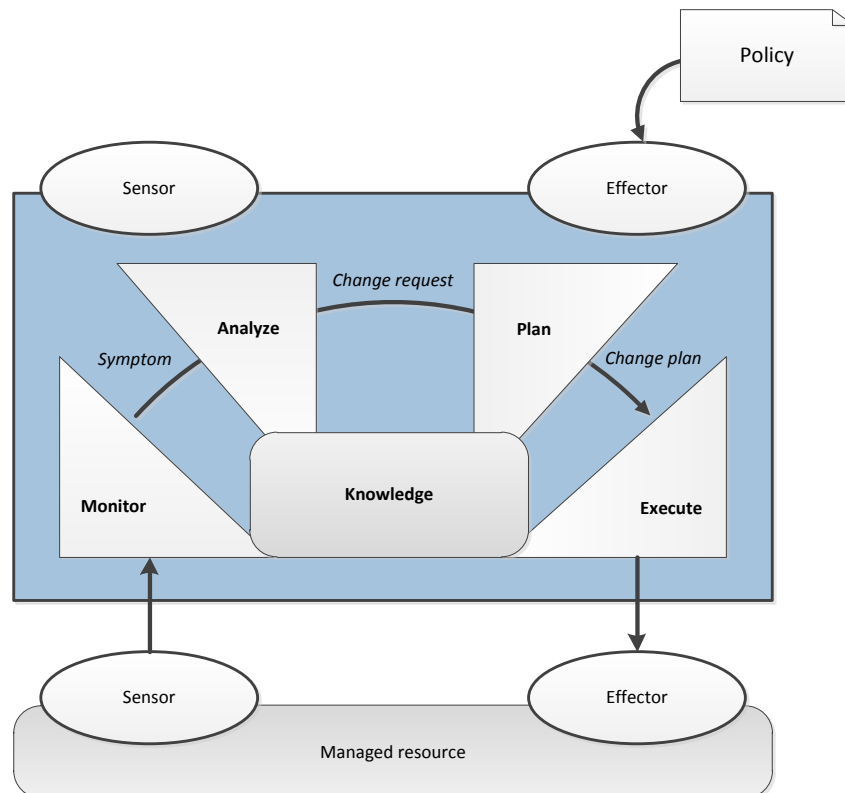 Policy
Sensor
Effector
Change request
Analyze
Plan
Symptom
Change plan
Knowledge
Monitor
Execute
Sensor
Effector
Managed resource